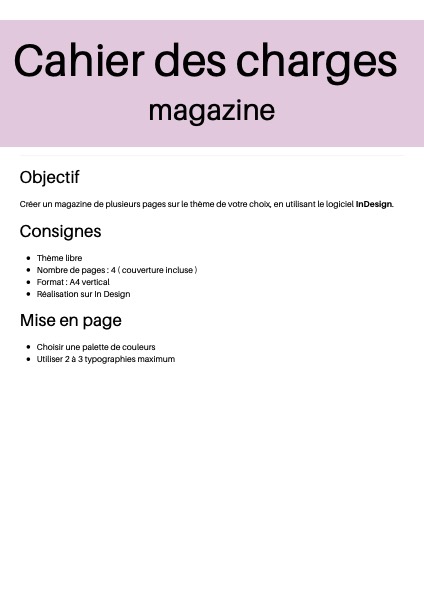 Cahier des charges
magazine
Objectif
Créer un magazine de plusieurs pages sur le thème de votre choix, en utilisant le logiciel InDesign.
Consignes
• Thème libre
• Nombre de pages : 4 ( couverture incluse )
• Format : A4 vertical
• Réalisation sur In Design
Mise en page
• Choisir une palette de couleurs
• Utiliser 2 à 3 typographies maximum